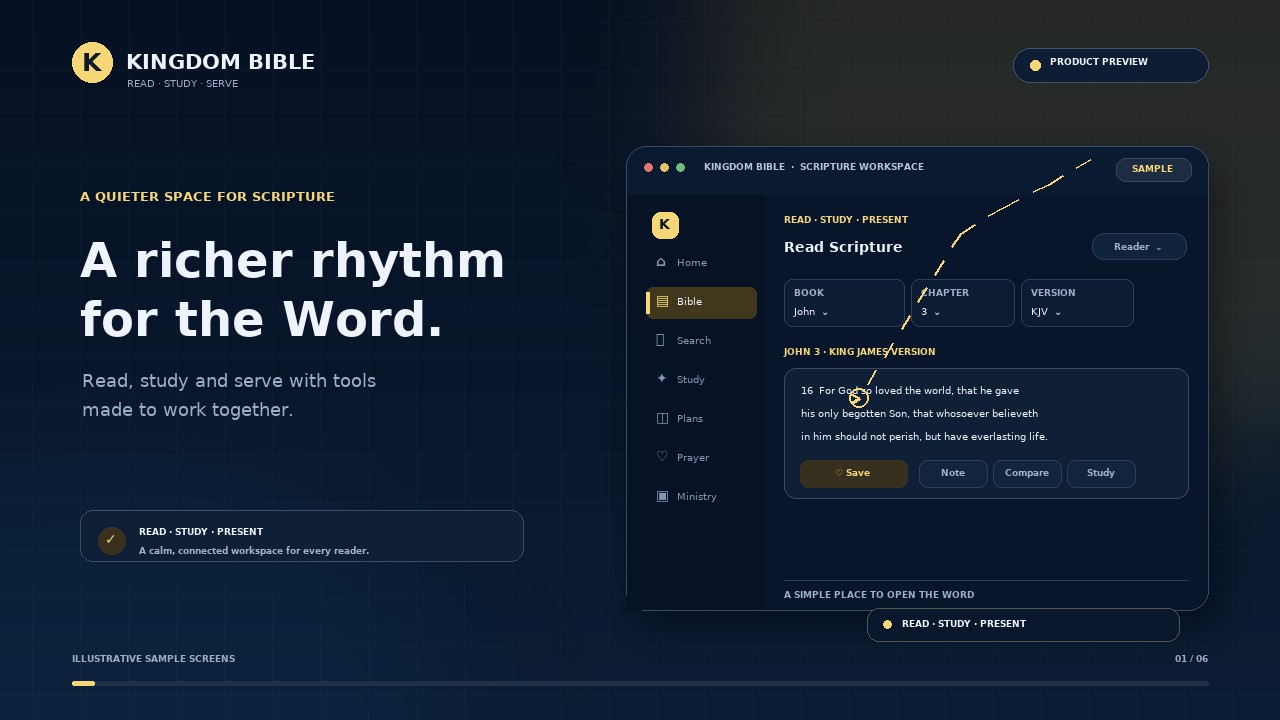 K
KINGDOM BIBLE
READ · STUDY · SERVE
PRODUCT PREVIEW
A QUIETER SPACE FOR SCRIPTURE
A richer rhythm
for the Word.
Read, study and serve with tools
made to work together.
READ · STUDY · PRESENT
A calm, connected workspace for every reader.
KINGDOM BIBLE · SCRIPTURE WORKSPACE
SAMPLE
K
Home
Bible
Search
Study
Plans
Prayer
Ministry
READ · STUDY · PRESENT
Read Scripture
Reader
BOOK
John
CHAPTER
3
VERSION
KJV
JOHN 3 · KING JAMES VERSION
16 For God so loved the world, that he gave
his only begotten Son, that whosoever believeth
in him should not perish, but have everlasting life.
♡ Save
Note
Compare
Study
A SIMPLE PLACE TO OPEN THE WORD
READ · STUDY · PRESENT
ILLUSTRATIVE SAMPLE SCREENS
01 / 06